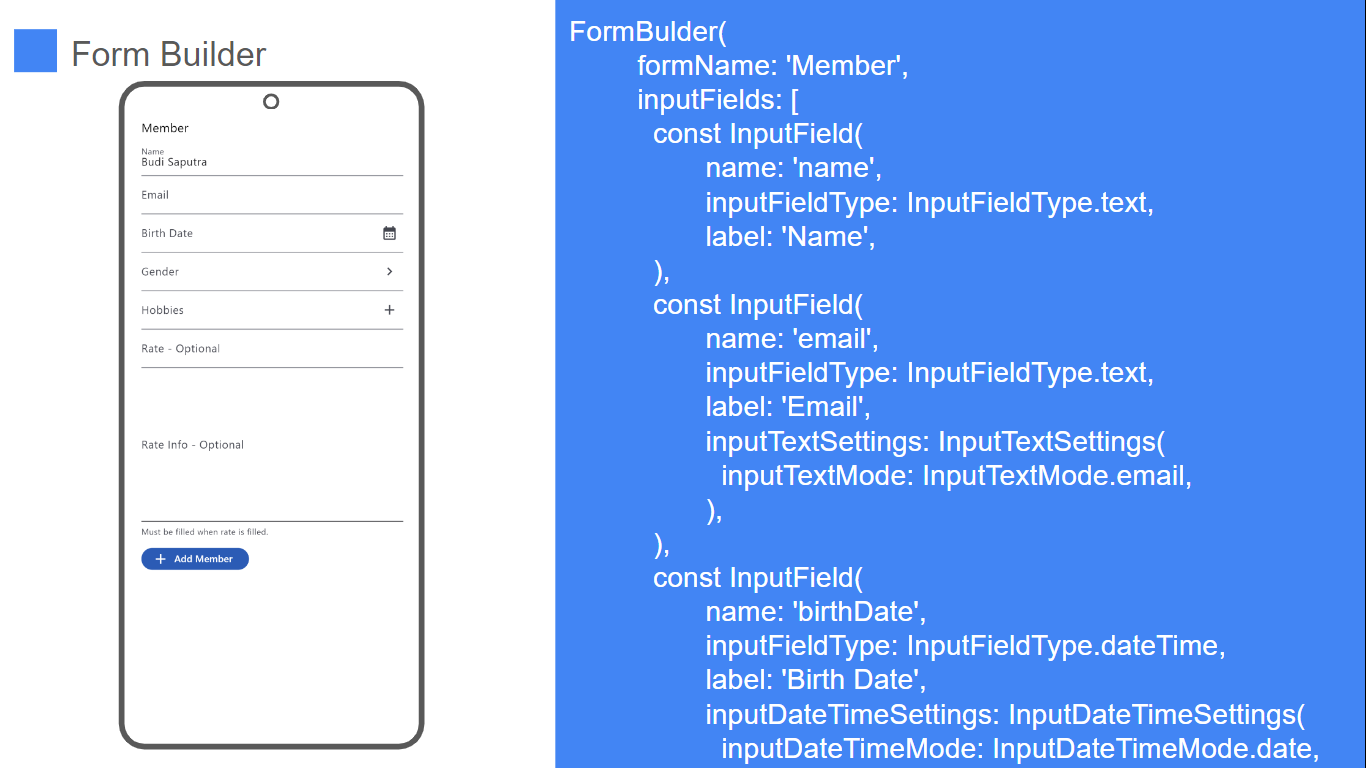 Form Builder
Member
Name
Budi Saputra
Email
Birth Date
Gender
Hobbies
Rate - Optional
Rate Info - Optional
Must be filled when rate is filled.
Add Member
FormBulder(
formName: 'Member',
inputFields: [
const InputField(
name: 'name',
inputFieldType: InputFieldType.text,
label: 'Name',
),
const InputField(
name: 'email',
inputFieldType: InputFieldType.text,
label: 'Email',
inputTextSettings: InputTextSettings(
inputTextMode: InputTextMode.email,
),
),
const InputField(
name: 'birthDate',
inputFieldType: InputFieldType.dateTime,
label: 'Birth Date',
inputDateTimeSettings: InputDateTimeSettings(
inputDateTimeMode: InputDateTimeMode.date,